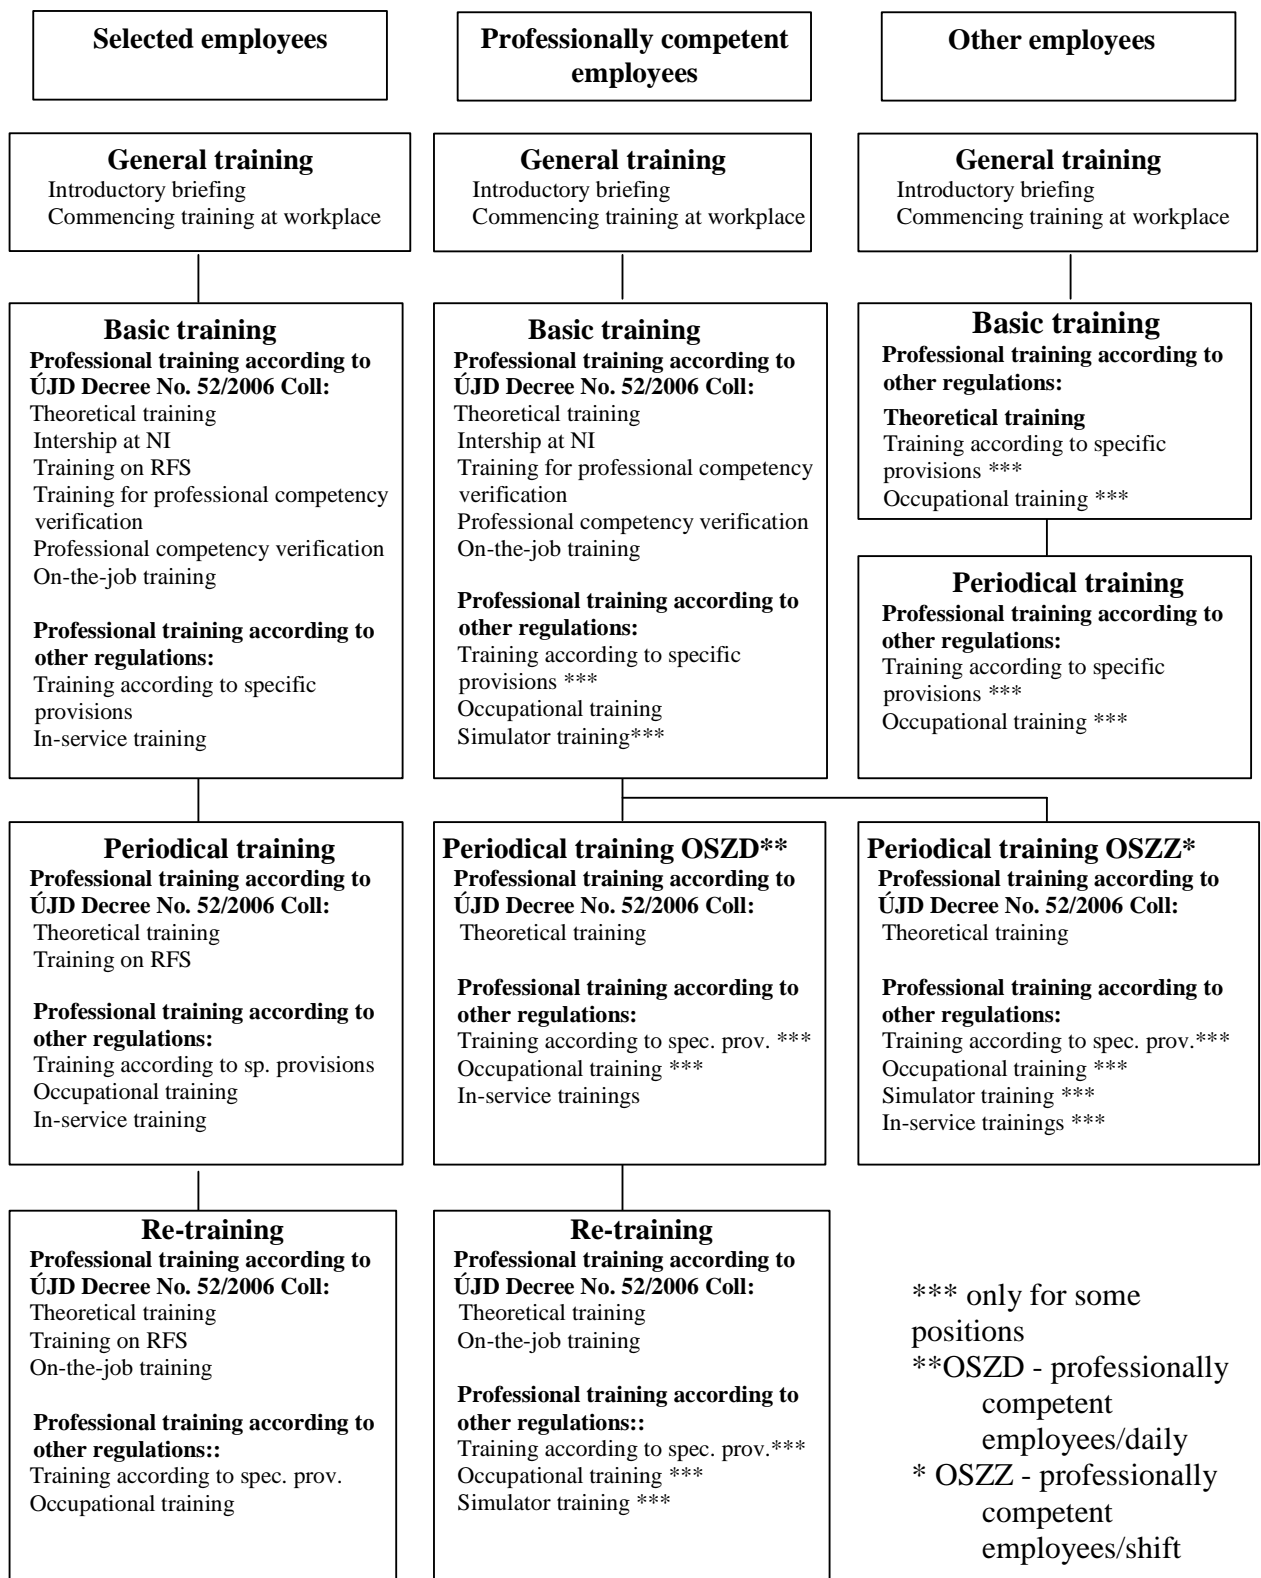 Selected employees
Professionally competent
employees
Other employees
General training
Introductory briefing
Commencing training at workplace
General training
Introductory briefing
Commencing training at workplace
General training
Introductory briefing
Commencing training at workplace
Basic training
Professional training according to
ÚJD Decree No. 52/2006 Coll:
Theoretical training
Intership at NI
Training on RFS
Training for professional competency
verification
Professional competency verification
On-the-job training
Professional training according to
other regulations:
Training according to specific
provisions
In-service training
Basic training
Professional training according to
ÚJD Decree No. 52/2006 Coll:
Theoretical training
Intership at NI
Training for professional competency
verification
Professional competency verification
On-the-job training
Professional training according to
other regulations:
Training according to specific
provisions ***
Occupational training
Simulator training***
Basic training
Professional training according to
other regulations:
Theoretical training
Training according to specific
provisions ***
Occupational training ***
Periodical training
Professional training according to
other regulations:
Training according to specific
provisions ***
Occupational training ***
Periodical training
Professional training according to
ÚJD Decree No. 52/2006 Coll:
Theoretical training
Training on RFS
Professional training according to
other regulations:
Training according to sp. provisions
Occupational training
In-service training
Periodical training OSZD**
Professional training according to
ÚJD Decree No. 52/2006 Coll:
Theoretical training
Professional training according to
other regulations:
Training according to spec. prov. ***
Occupational training ***
In-service trainings
Periodical training OSZZ*
Professional training according to
ÚJD Decree No. 52/2006 Coll:
Theoretical training
Professional training according to
other regulations:
Training according to spec. prov.***
Occupational training ***
Simulator training ***
In-service trainings ***
Re-training
Professional training according to
ÚJD Decree No. 52/2006 Coll:
Theoretical training
Training on RFS
On-the-job training
Professional training according to
other regulations::
Training according to spec. prov.
Occupational training
Re-training
Professional training according to
ÚJD Decree No. 52/2006 Coll:
Theoretical training
On-the-job training
Professional training according to
other regulations::
Training according to spec. prov.***
Occupational training ***
Simulator training ***
*** only for some
positions
**OSZD - professionally
competent
employees/daily
* OSZZ - professionally
competent
employees/shift